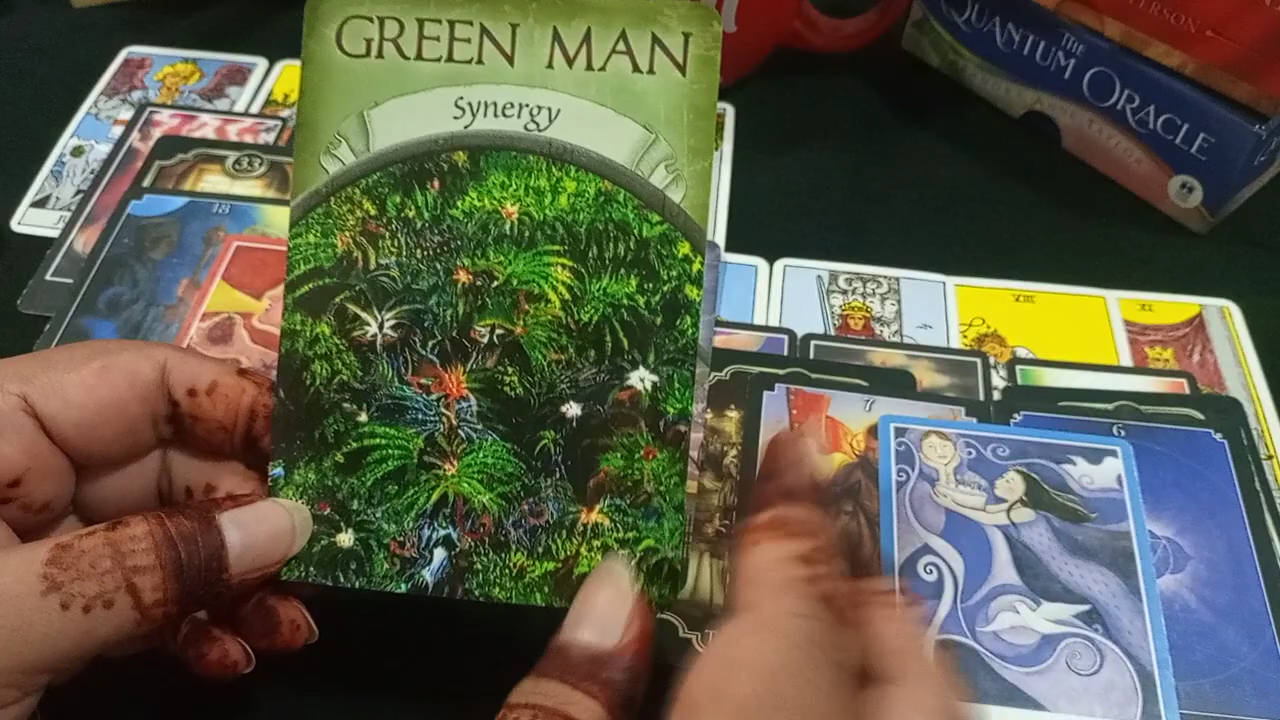 GREEN MAN
Synergy
THE
QUANTUM
ORACLE
33
18
VIII
XI
7
6